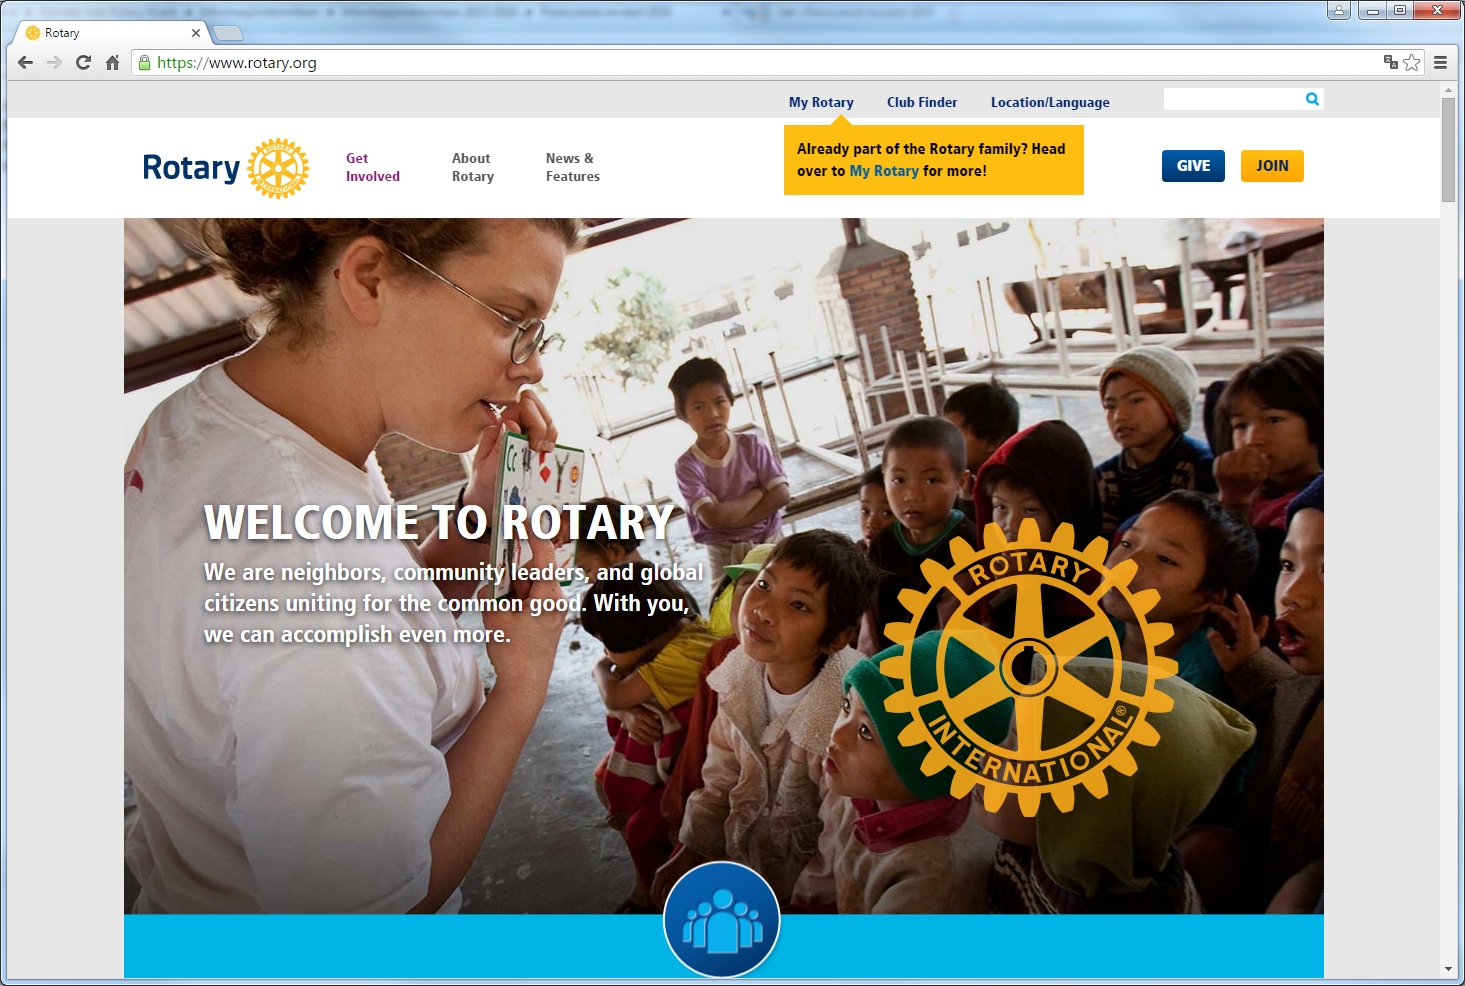 Rotary
https://www.rotary.org
My Rotary
Club Finder
Location/Language
Rotary
ROTARY
INTERNATIONAL
Get
Involved
About
Rotary
News &
Features
Already part of the Rotary family? Head
over to My Rotary for more!
GIVE
JOIN
Cc
Y
WELCOME TO ROTARY
We are neighbors, community leaders, and global
citizens uniting for the common good. With you,
we can accomplish even more.
ROTARY
INTERNATIONAL®